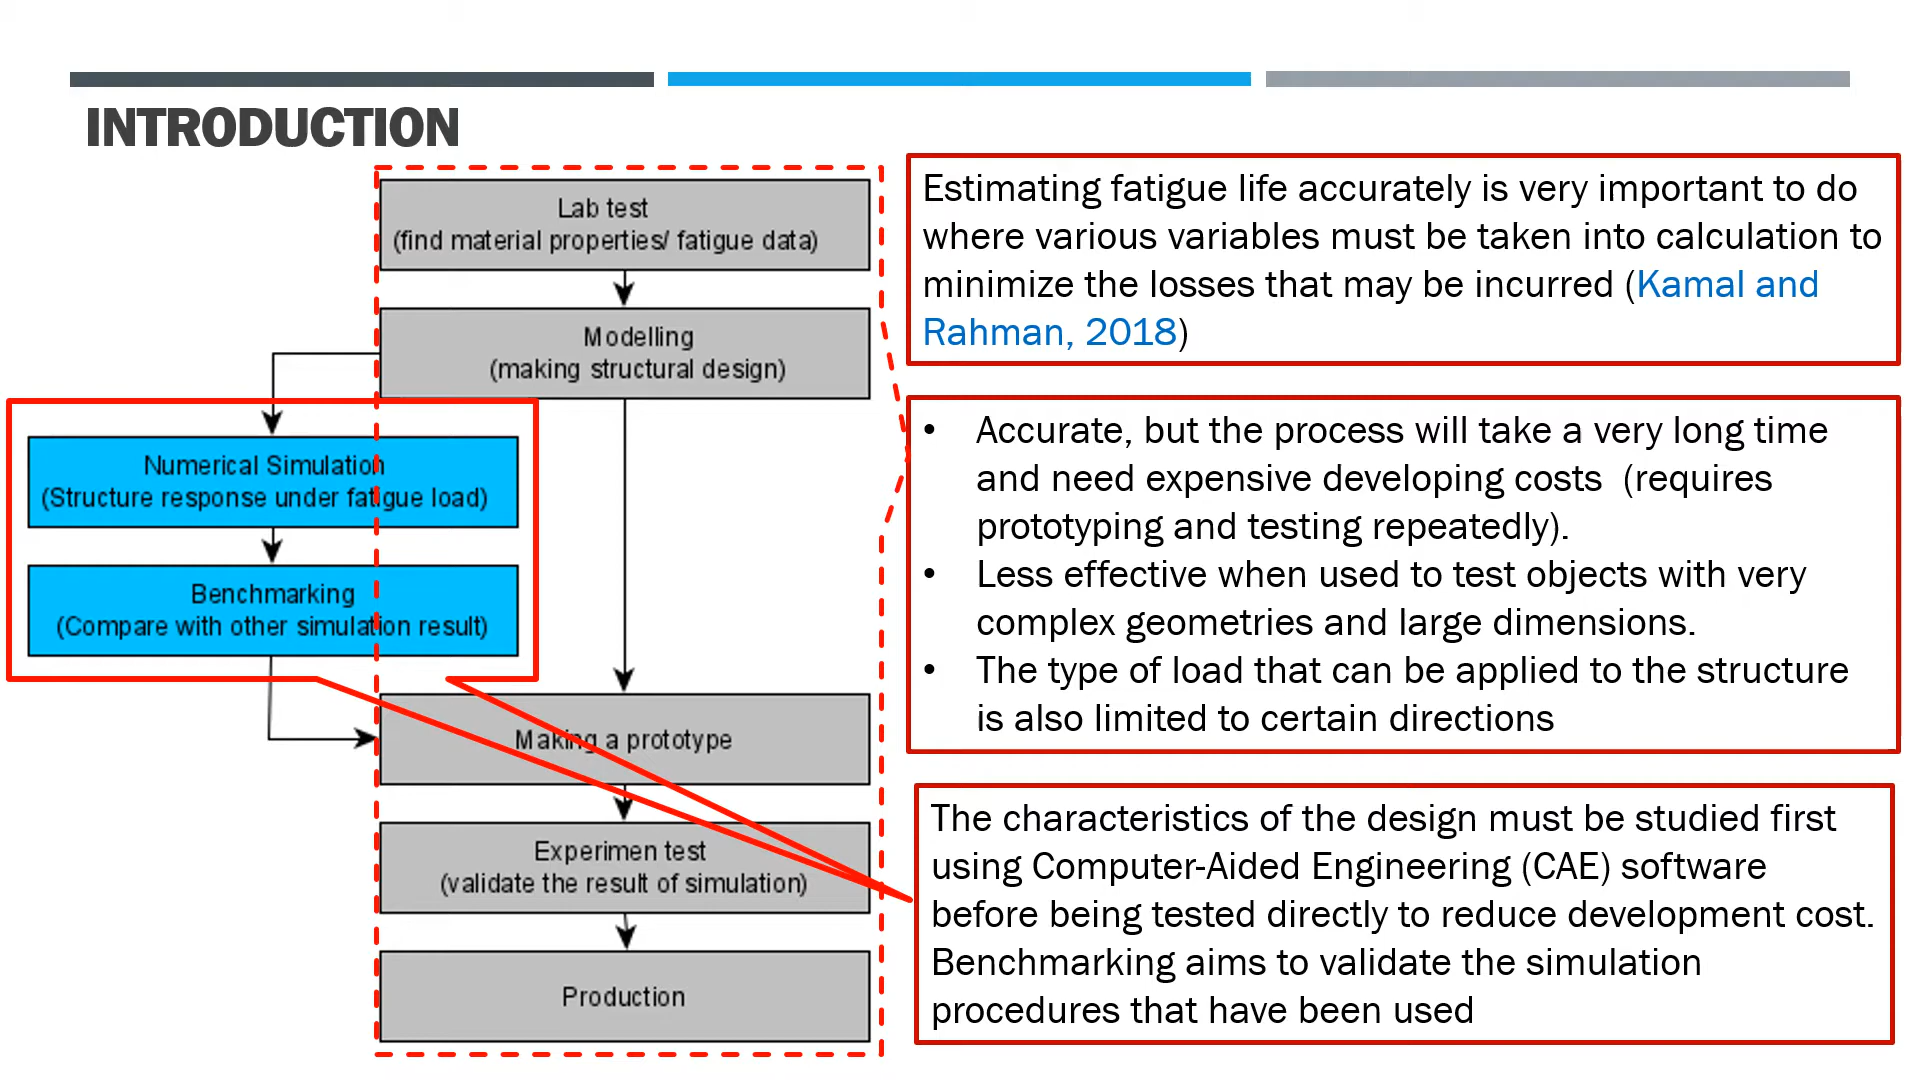 INTRODUCTION
Lab test
(find material properties/ fatigue data)
Modelling
(making structural design)
Numerical Simulation
(Structure response under fatigue load)
Benchmarking
(Compare with other simulation result)
Making a prototype
Experimen test
(validate the result of simulation)
Production
Estimating fatigue life accurately is very important to do
where various variables must be taken into calculation to
minimize the losses that may be incurred (Kamal and
Rahman, 2018)
• Accurate, but the process will take a very long time
and need expensive developing costs (requires
prototyping and testing repeatedly).
• Less effective when used to test objects with very
complex geometries and large dimensions.
• The type of load that can be applied to the structure
is also limited to certain directions
The characteristics of the design must be studied first
using Computer-Aided Engineering (CAE) software
before being tested directly to reduce development cost.
Benchmarking aims to validate the simulation
procedures that have been used